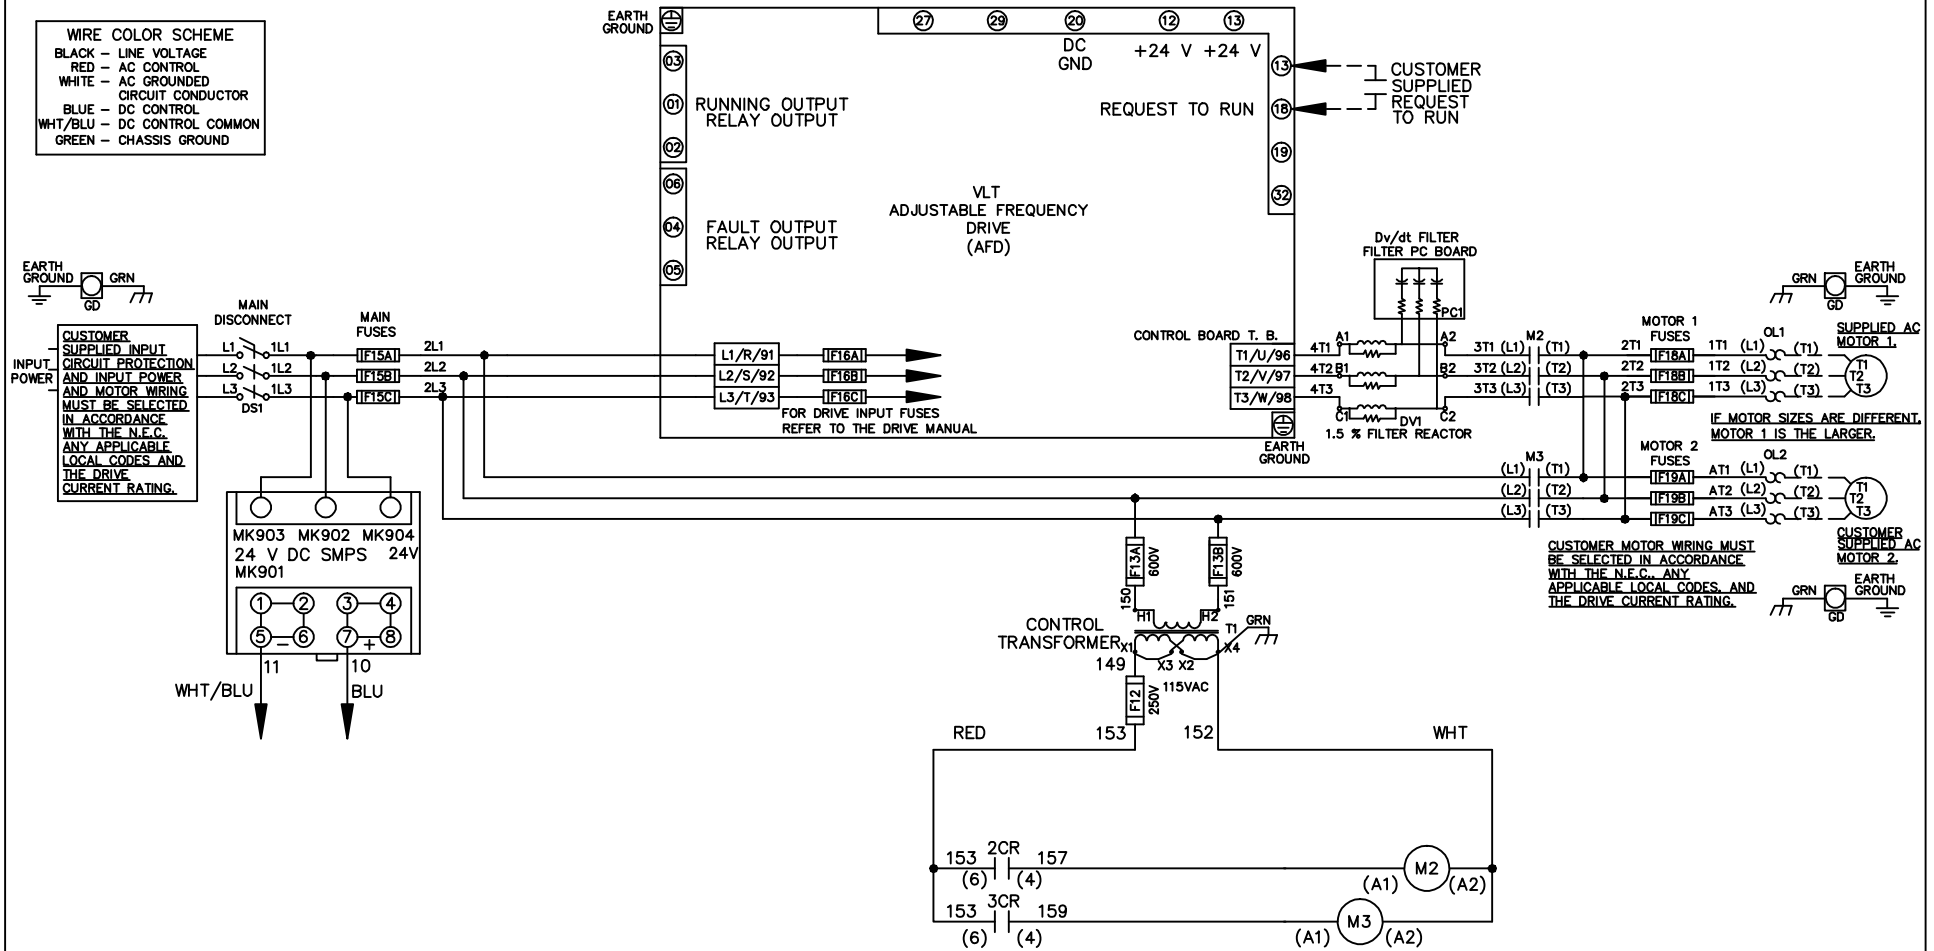 WIRE COLOR SCHEME
BLACK – LINE VOLTAGE
RED – AC CONTROL
WHITE – AC GROUNDED
CIRCUIT CONDUCTOR
BLUE – DC CONTROL
WHT/BLU – DC CONTROL COMMON
GREEN – CHASSIS GROUND
EARTH
GROUND
27
29
20
12
13
DC
GND
+24 V
+24 V
03
01
02
RUNNING OUTPUT
RELAY OUTPUT
06
04
05
FAULT OUTPUT
RELAY OUTPUT
VLT
ADJUSTABLE FREQUENCY
DRIVE
(AFD)
13
18
19
32
REQUEST TO RUN
CUSTOMER
SUPPLIED
REQUEST
TO RUN
EARTH
GROUND
GRN
GD
INPUT
POWER
CUSTOMER
SUPPLIED INPUT
CIRCUIT PROTECTION
AND INPUT POWER
AND MOTOR WIRING
MUST BE SELECTED
IN ACCORDANCE
WITH THE N.E.C.
ANY APPLICABLE
LOCAL CODES AND
THE DRIVE
CURRENT RATING.
MAIN
DISCONNECT
L1
1L1
L2
1L2
L3
1L3
DS1
MAIN
FUSES
F15A
F15B
F15C
2L1
2L2
2L3
L1/R/91
L2/S/92
L3/T/93
F16A
F16B
F16C
FOR DRIVE INPUT FUSES
REFER TO THE DRIVE MANUAL
CONTROL BOARD T. B.
T1/U/96
T2/V/97
T3/W/98
EARTH
GROUND
Dv/dt FILTER
FILTER PC BOARD
PC1
4T1
A1
A2
4T2
B1
B2
4T3
C1
C2
DV1
1.5 % FILTER REACTOR
M2
3T1 (L1) (T1)
3T2 (L2) (T2)
3T3 (L3) (T3)
MOTOR 1
FUSES
2T1
2T2
2T3
F18A
F18B
F18C
1T1 (L1)
1T2 (L2)
1T3 (L3)
OL1
(T1)
(T2)
(T3)
T1
T2
T3
GRN
GD
EARTH
GROUND
SUPPLIED AC
MOTOR 1.
IF MOTOR SIZES ARE DIFFERENT,
MOTOR 1 IS THE LARGER.
M3
(L1) (T1)
(L2) (T2)
(L3) (T3)
MOTOR 2
FUSES
F19A
F19B
F19C
AT1 (L1)
AT2 (L2)
AT3 (L3)
OL2
(T1)
(T2)
(T3)
T1
T2
T3
CUSTOMER
SUPPLIED AC
MOTOR 2.
CUSTOMER MOTOR WIRING MUST
BE SELECTED IN ACCORDANCE
WITH THE N.E.C., ANY
APPLICABLE LOCAL CODES, AND
THE DRIVE CURRENT RATING.
GRN
GD
EARTH
GROUND
MK903 MK902 MK904
24 V DC SMPS 24V
MK901
1
2
3
4
5
–
6
7
+
8
11
10
WHT/BLU
BLU
F13A
600V
F13B
600V
150
151
H1
H2
CONTROL
TRANSFORMER
T1
GRN
X1
X3 X2
X4
149
115VAC
F12
250V
153
152
RED
WHT
153
2CR
157
(6)
(4)
M2
(A1)
(A2)
153
3CR
159
(6)
(4)
M3
(A1)
(A2)